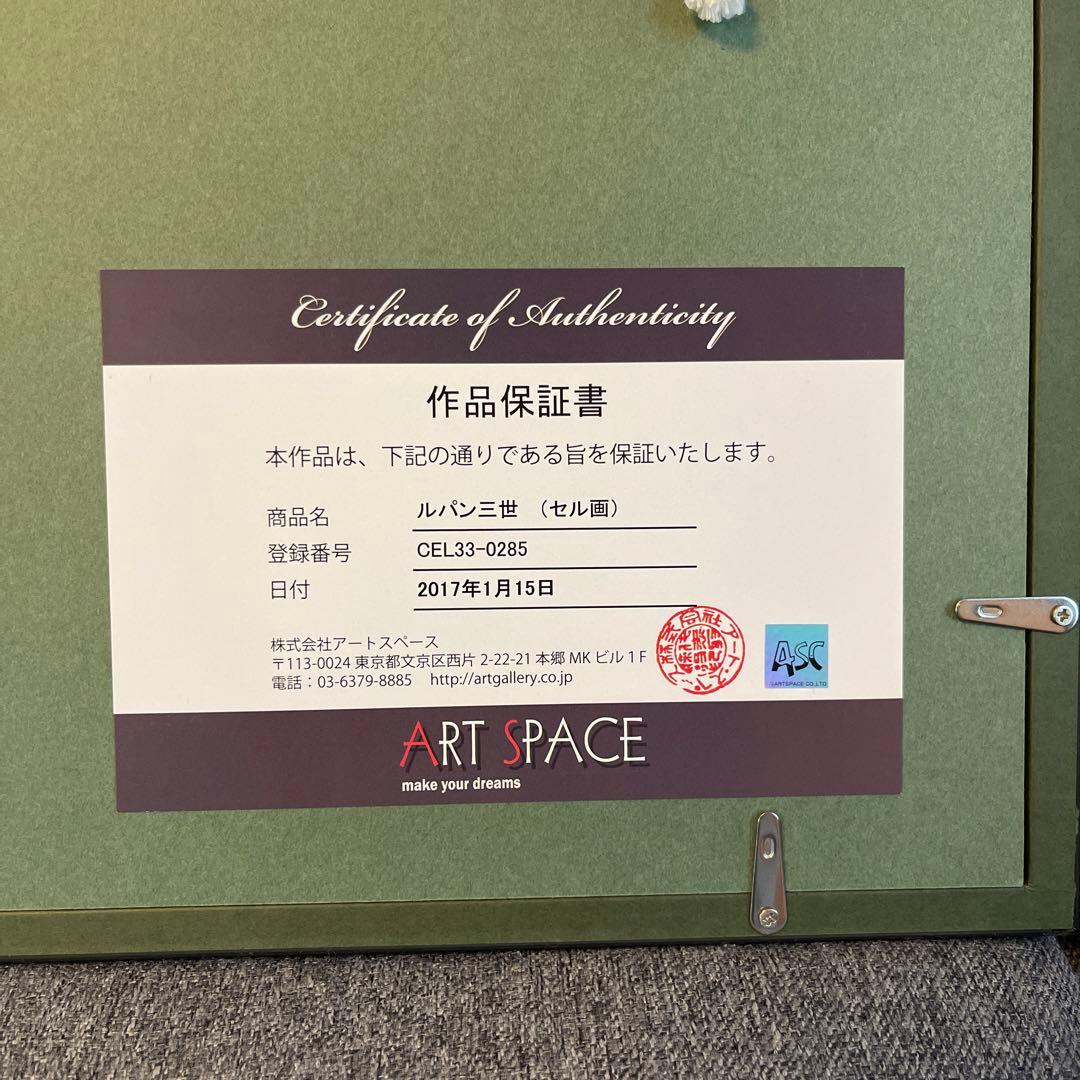 Certificate of Authenticity
作品保証書
本作品は、下記の通りである旨を保証いたします。
商品名 ルパン三世 （セル画）
登録番号 CEL33-0285
日付 2017年1月15日
株式会社アートスペース
〒113-0024 東京都文京区西片 2-22-21 本郷 MK ビル 1 F
電話：03-6379-8885 http://artgallery.co.jp
ASC
©ARTSPACE CO.,LTD
ART SPACE
make your dreams